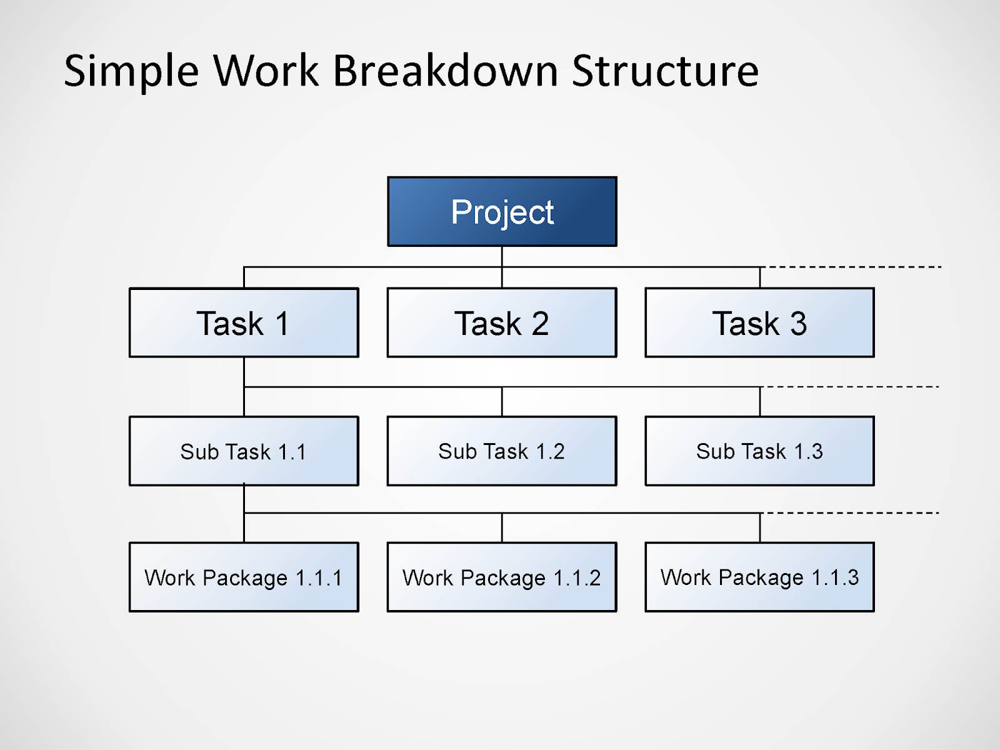 Simple Work Breakdown Structure
Project
Task 1
Task 2
Task 3
Sub Task 1.1
Sub Task 1.2
Sub Task 1.3
Work Package 1.1.1
Work Package 1.1.2
Work Package 1.1.3